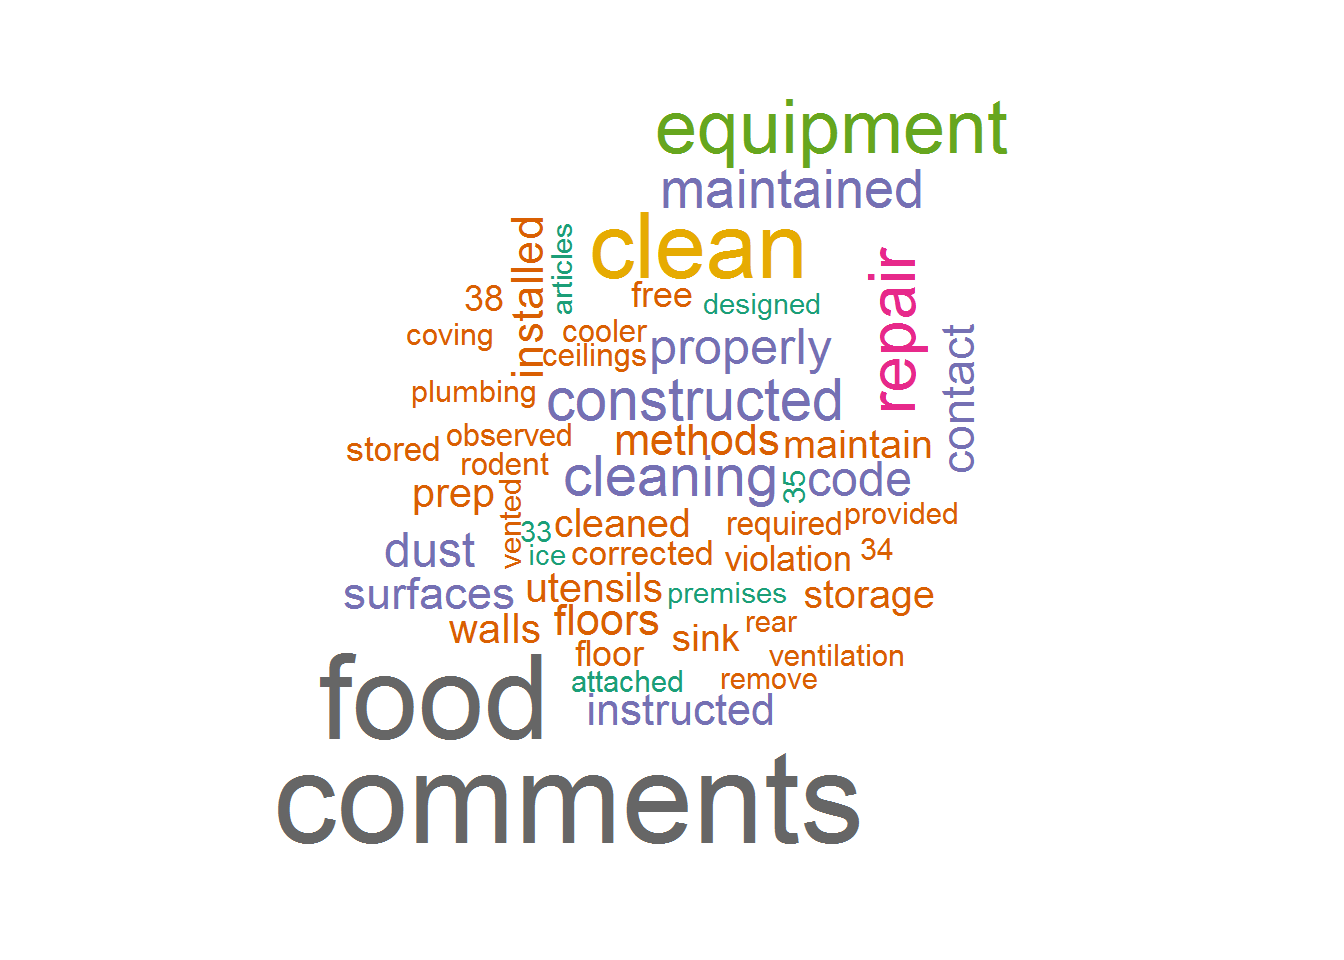 equipment
maintained
clean
installed
articles
repair
38
free
designed
coving
cooler
properly
contact
ceilings
plumbing
constructed
observed
methods
maintain
stored
rodent
cleaning
35
code
prep
vented
33
cleaned
required
provided
dust
ice
corrected
violation
34
surfaces
utensils
premises
storage
walls
floors
sink
rear
floor
ventilation
attached
remove
food
instructed
comments